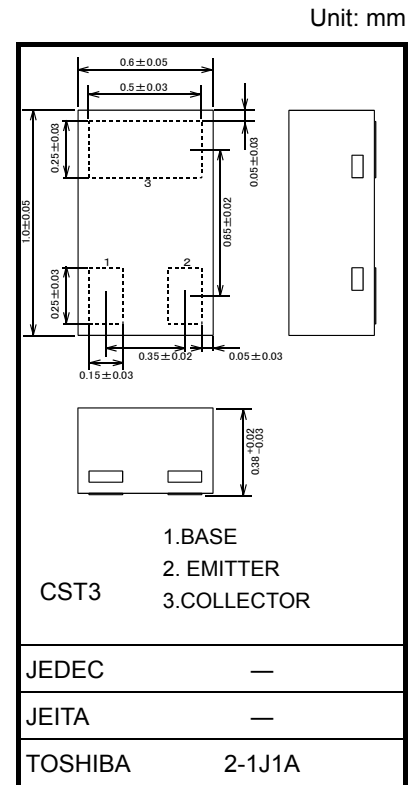 Unit: mm
0.6±0.05
0.5±0.03
0.25±0.03
0.05±0.03
3
1.0±0.05
0.65±0.02
1
2
0.25±0.03
0.35±0.02
0.05±0.03
0.15±0.03
0.38 +0.02 -0.03
1.BASE
2. EMITTER
CST3
3.COLLECTOR
JEDEC —
JEITA —
TOSHIBA 2-1J1A